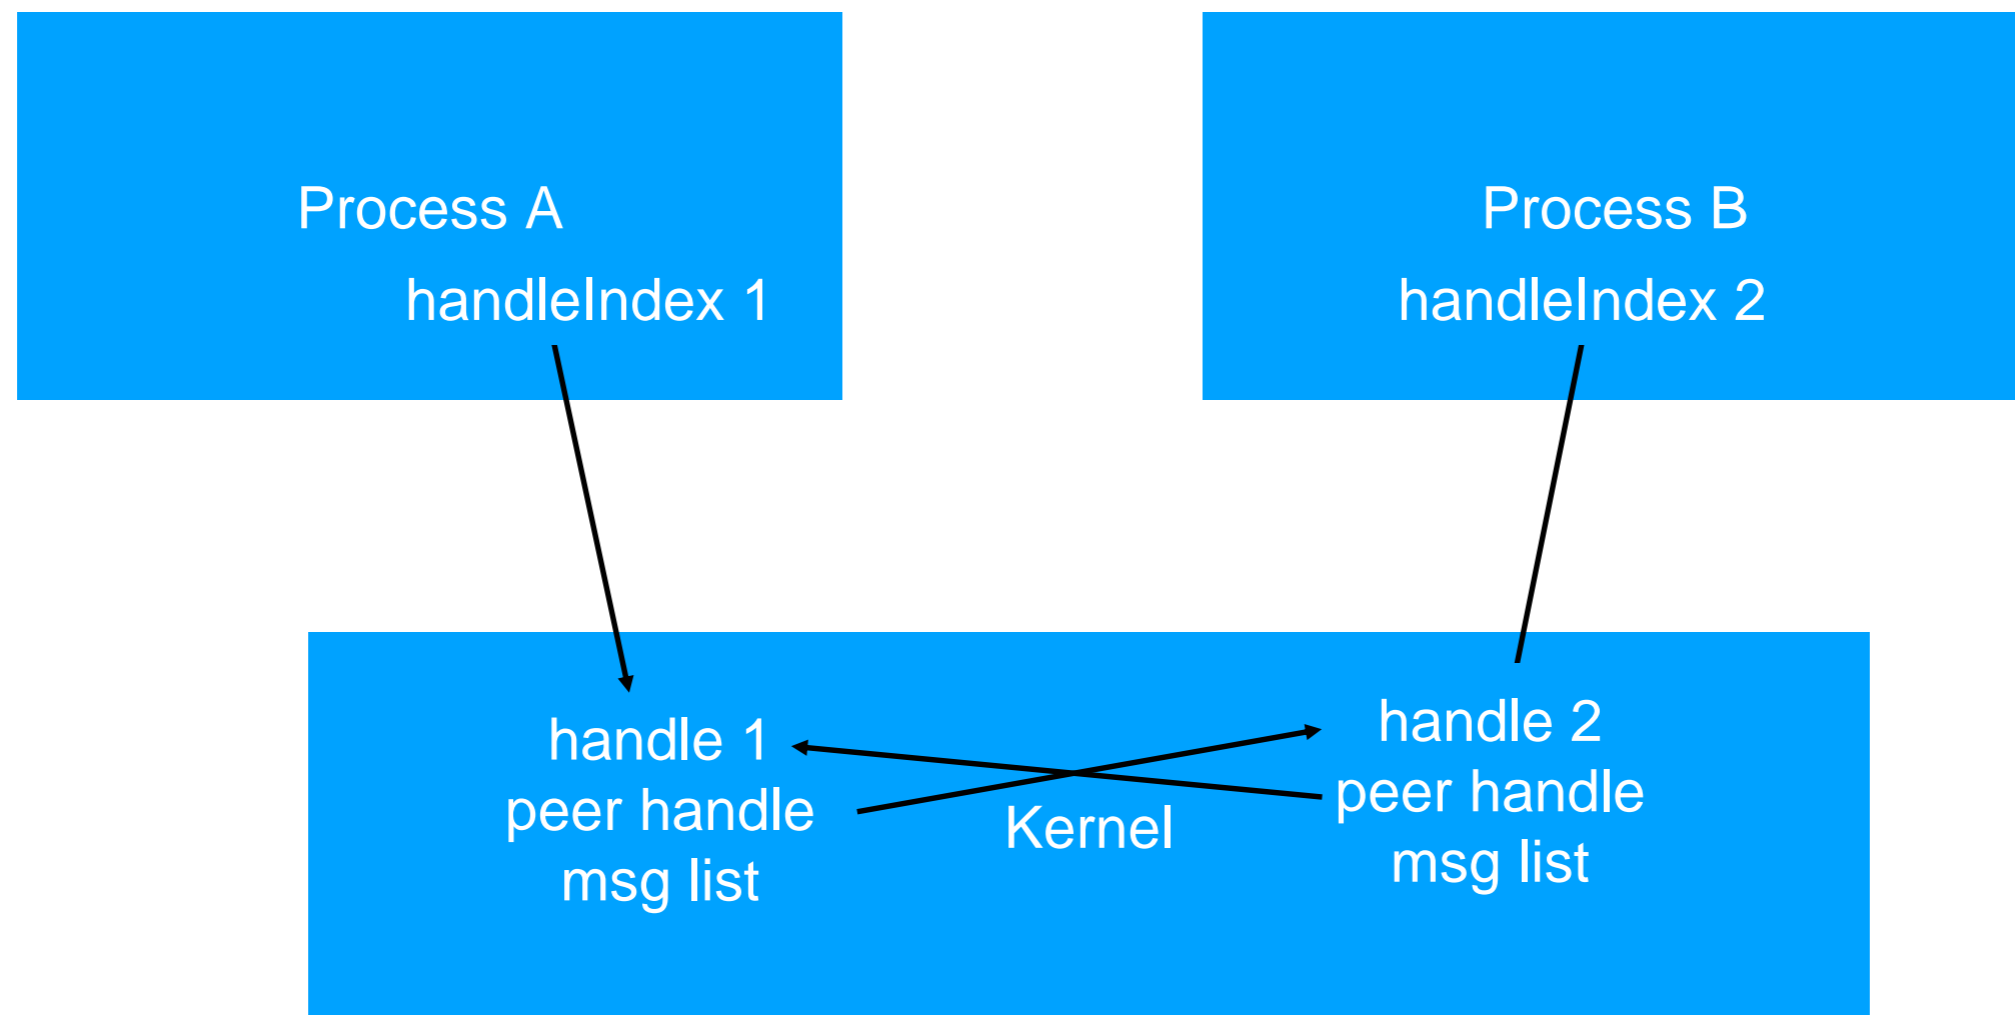 Process A
handleIndex 1
Process B
handleIndex 2
handle 1
peer handle
msg list
Kernel
handle 2
peer handle
msg list